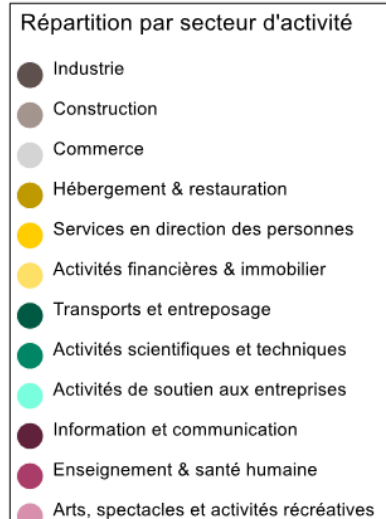 Répartition par secteur d'activité
Industrie
Construction
Commerce
Hébergement & restauration
Services en direction des personnes
Activités financières & immobilier
Transports et entreposage
Activités scientifiques et techniques
Activités de soutien aux entreprises
Information et communication
Enseignement & santé humaine
Arts, spectacles et activités récréatives